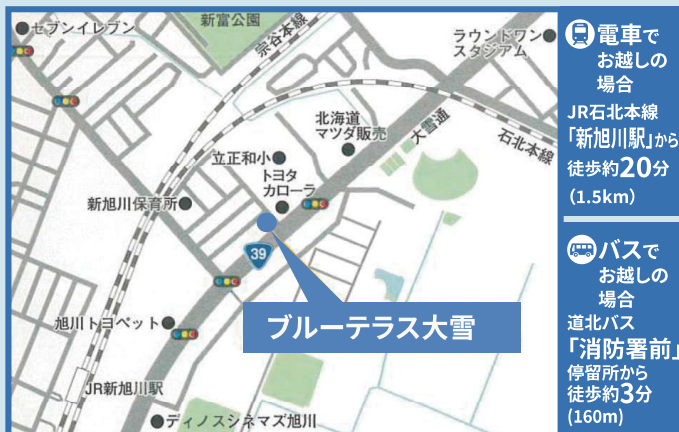 セブンイレブン
新富公園
宗谷本線
ラウンドワン
スタジアム
北海道
マツダ販売
大雪通
石北本線
立正和小
トヨタ
カローラ
新旭川保育所
39
ブルーテラス大雪
旭川トヨペット
JR新旭川駅
ディノスシネマズ旭川
電車で
お越しの
場合
JR石北本線
「新旭川駅」から
徒歩約20分
（1.5km）
バスで
お越しの
場合
道北バス
「消防署前」
停留所から
徒歩約3分
(160m)